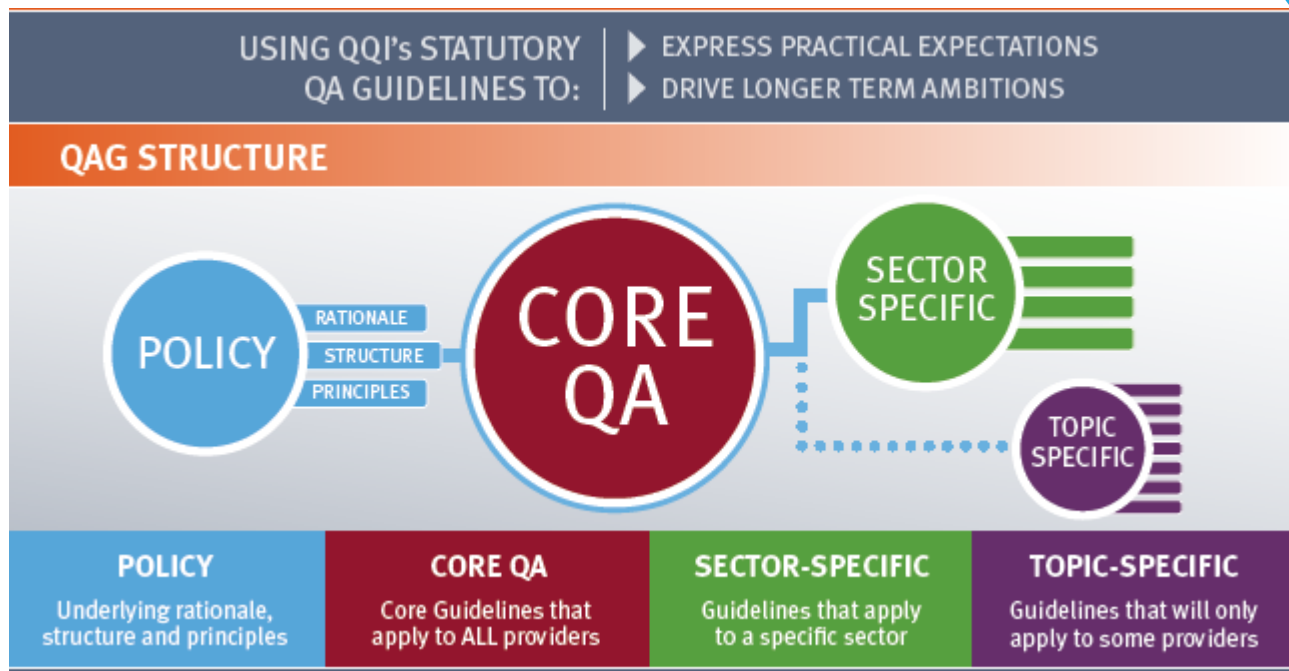 USING QQI's STATUTORY
QA GUIDELINES TO:
EXPRESS PRACTICAL EXPECTATIONS
DRIVE LONGER TERM AMBITIONS
QAG STRUCTURE
POLICY
RATIONALE
STRUCTURE
PRINCIPLES
CORE
QA
SECTOR
SPECIFIC
TOPIC
SPECIFIC
POLICY
Underlying rationale,
structure and principles
CORE QA
Core Guidelines that
apply to ALL providers
SECTOR-SPECIFIC
Guidelines that apply
to a specific sector
TOPIC-SPECIFIC
Guidelines that will only
apply to some providers